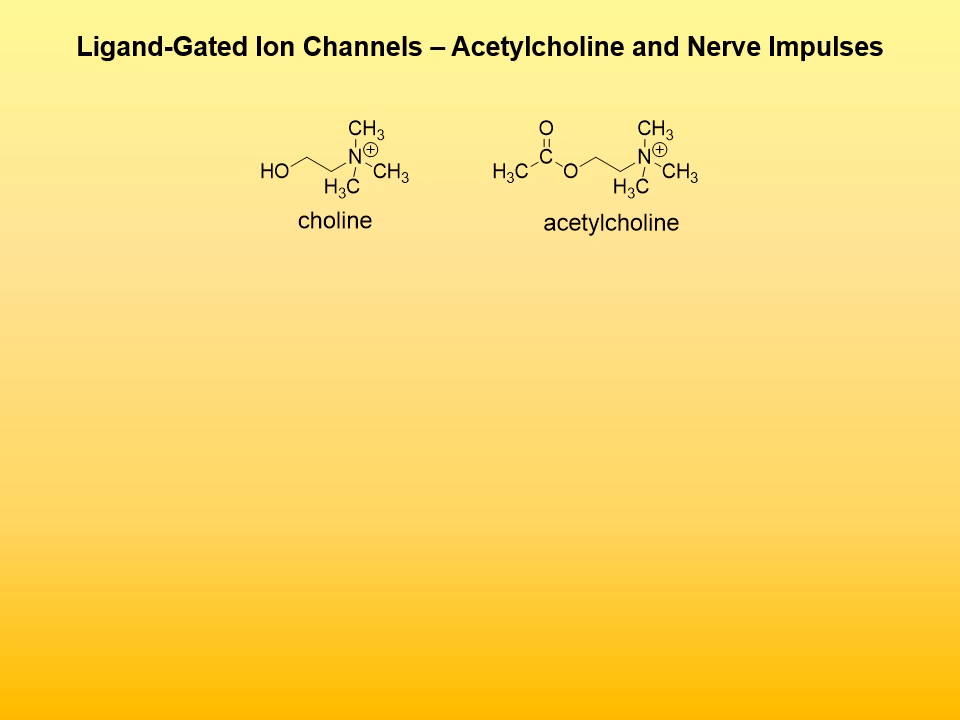 Ligand-Gated Ion Channels – Acetylcholine and Nerve Impulses
CH3
N⊕
HO
CH3
H3C
choline
O
C
H3C
O
CH3
N⊕
CH3
H3C
acetylcholine